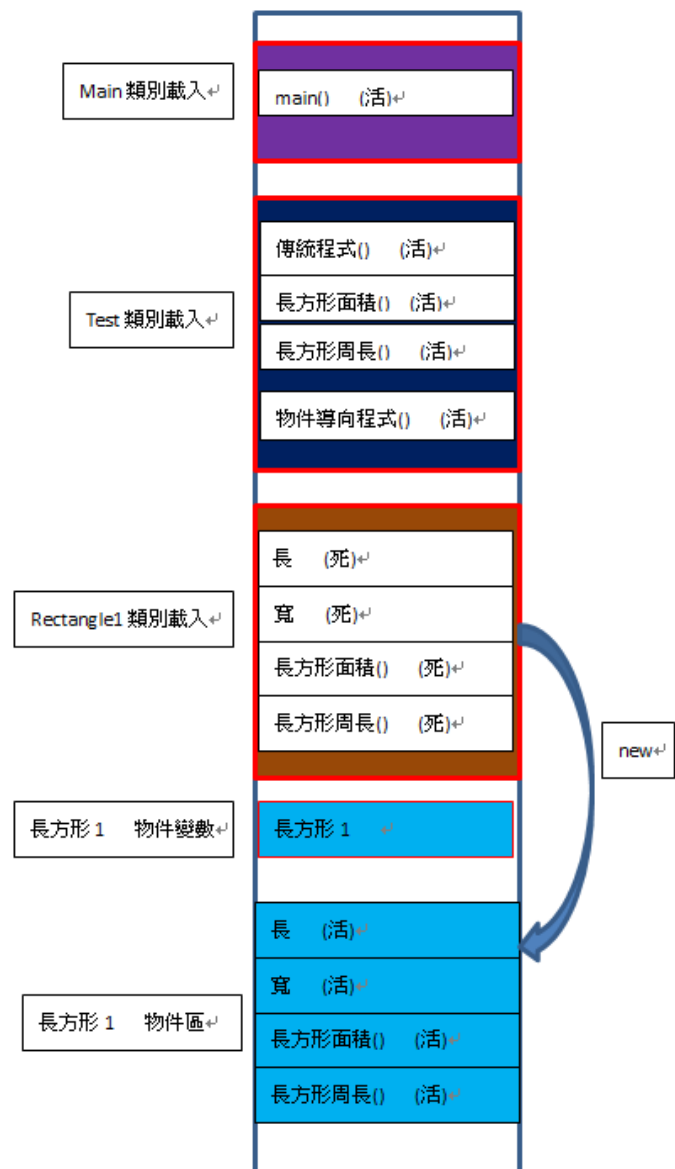 Main 類別載入↵
main() (活)↵
Test 類別載入↵
傳統程式() (活)↵
長方形面積() (活)↵
長方形周長() (活)↵
物件導向程式() (活)↵
Rectangle1 類別載入↵
長 (死)↵
寬 (死)↵
長方形面積() (死)↵
長方形周長() (死)↵
new↵
長方形 1 物件變數↵
長方形 1 ↵
長方形 1 物件區↵
長 (活)↵
寬 (活)↵
長方形面積() (活)↵
長方形周長() (活)↵